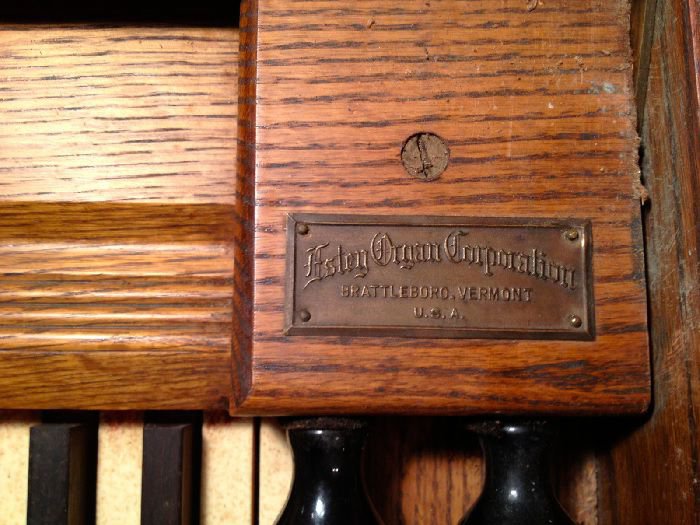 Estey Organ Corporation
BRATTLEBORO, VERMONT
U.S.A.